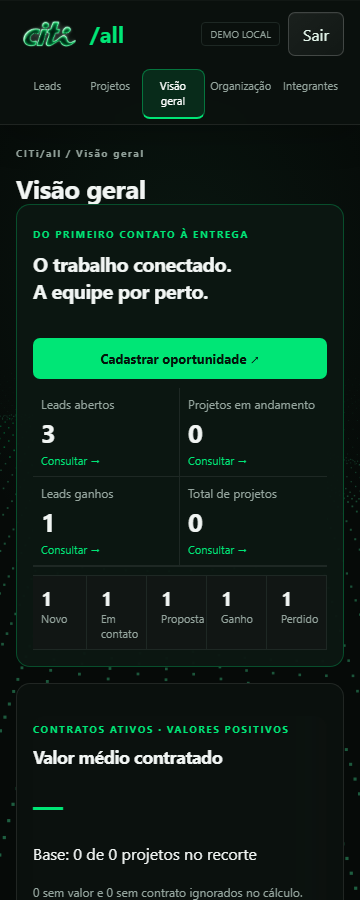 CITi /all
DEMO LOCAL
Sair
Leads
Projetos
Visão
geral
Organização
Integrantes
CITi/all / Visão geral
Visão geral
DO PRIMEIRO CONTATO À ENTREGA
O trabalho conectado.
A equipe por perto.
Cadastrar oportunidade ↗
Leads abertos
3
Consultar →
Projetos em andamento
0
Consultar →
Leads ganhos
1
Consultar →
Total de projetos
0
Consultar →
1
Novo
1
Em
contato
1
Proposta
1
Ganho
1
Perdido
CONTRATOS ATIVOS · VALORES POSITIVOS
Valor médio contratado
—
Base: 0 de 0 projetos no recorte
0 sem valor e 0 sem contrato ignorados no cálculo.